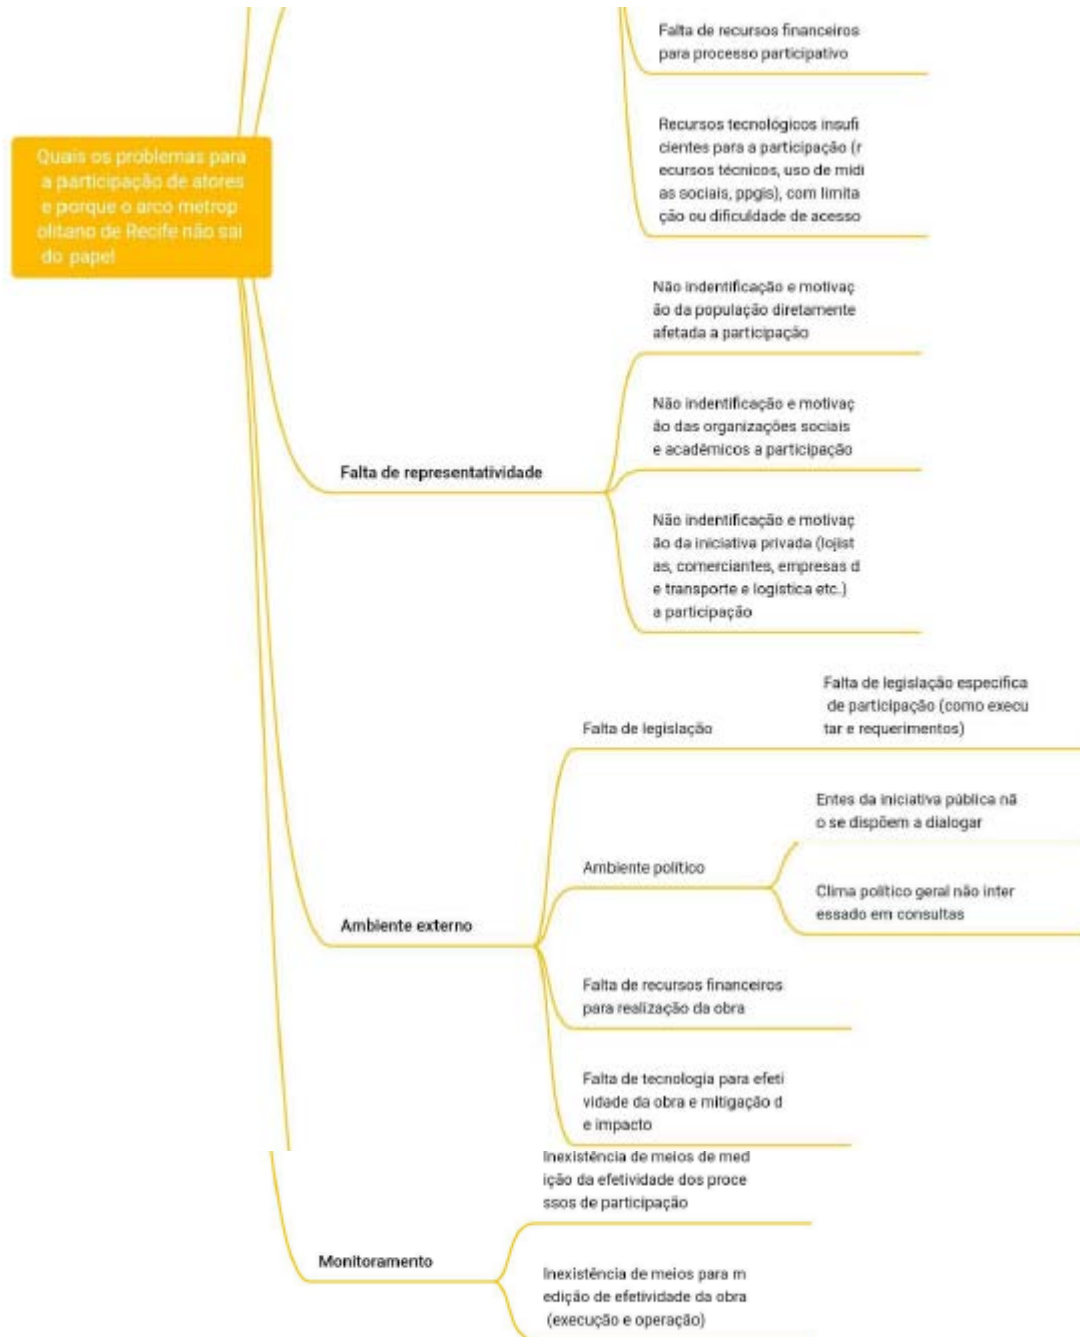 Falta de recursos financeiros
para processo participativo
Recursos tecnológicos insufi
cientes para a participação (r
ecursos técnicos, uso de mídi
as sociais, ppgis), com limita
ção ou dificuldade de acesso
Quais os problemas para
a participação de atores
e porque o arco metrop
olitano de Recife não sai
do papel
Não indentificação e motivaç
ão da população diretamente
afetada a participação
Não indentificação e motivaç
ão das organizações sociais
e acadêmicos a participação
Falta de representatividade
Não indentificação e motivaç
ão da iniciativa privada (lojist
as, comerciantes, empresas d
e transporte e logística etc.)
a participação
Falta de legislação
Falta de legislação específica
de participação (como execu
tar e requerimentos)
Entes da iniciativa pública nã
o se dispõem a dialogar
Ambiente político
Clima político geral não inter
essado em consultas
Ambiente externo
Falta de recursos financeiros
para realização da obra
Falta de tecnologia para efeti
vidade da obra e mitigação d
e impacto
Inexistência de meios de med
ição da efetividade dos proce
ssos de participação
Monitoramento
Inexistência de meios para m
edição de efetividade da obra
(execução e operação)